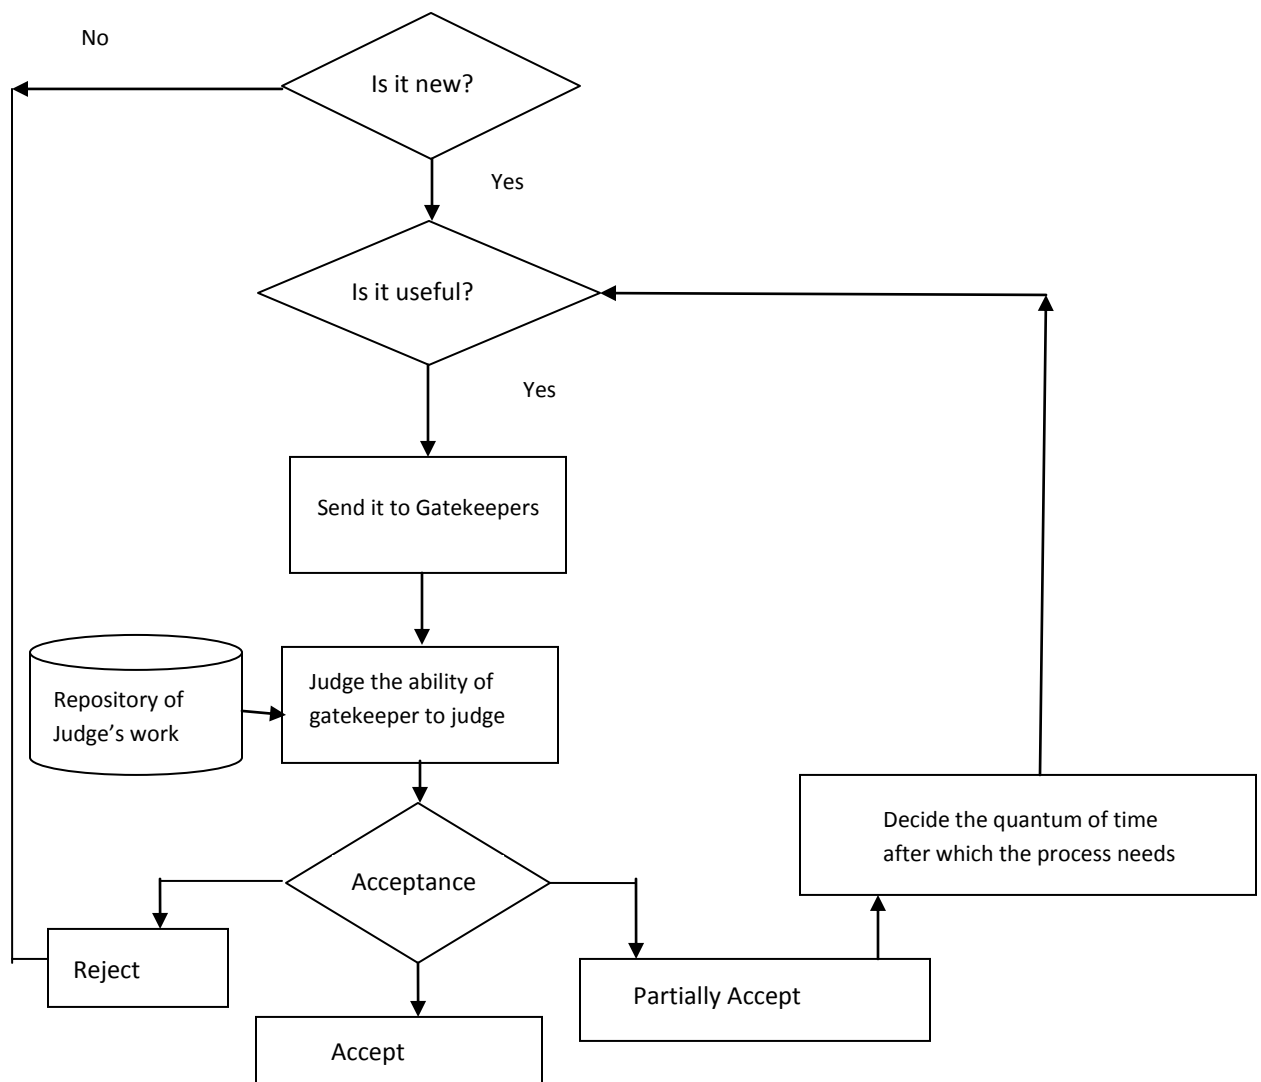 No
Is it new?
Yes
Is it useful?
Yes
Send it to Gatekeepers
Repository of
Judge’s work
Judge the ability of
gatekeeper to judge
Decide the quantum of time
after which the process needs
Acceptance
Reject
Partially Accept
Accept